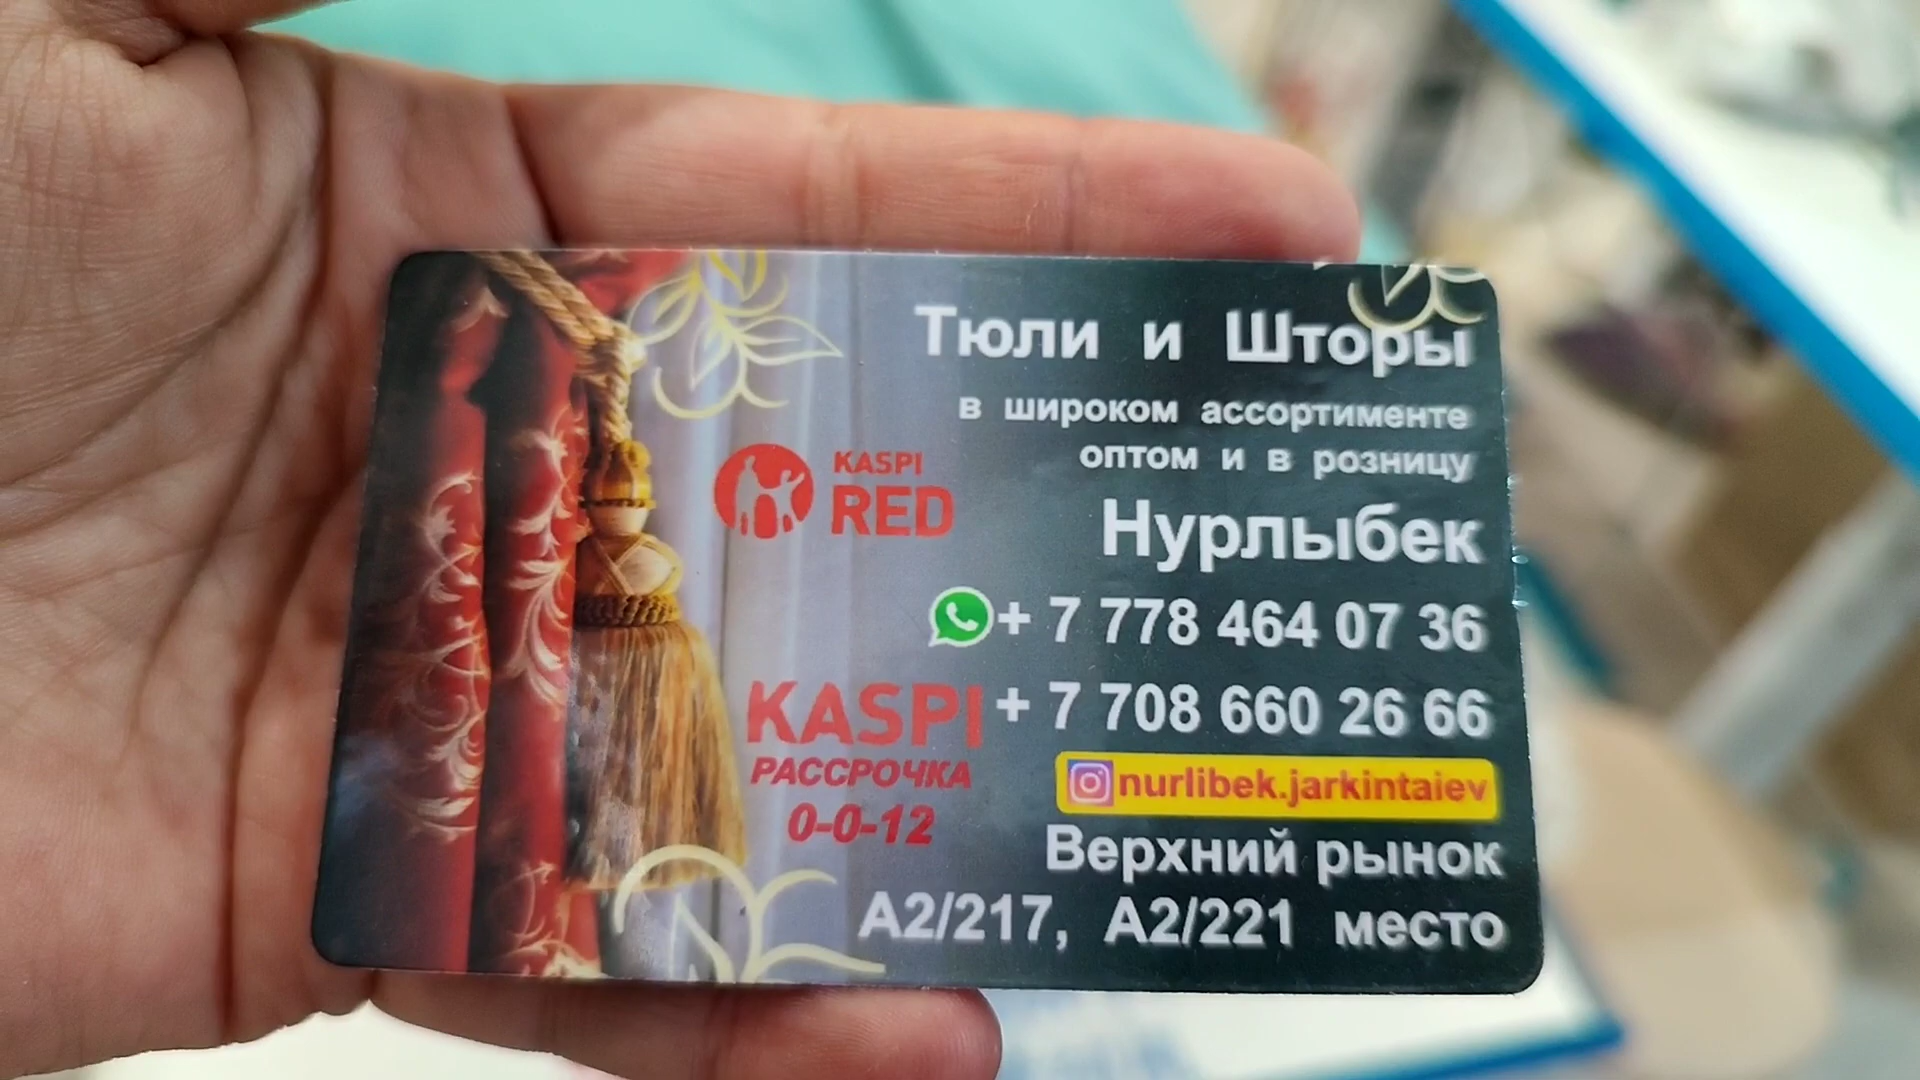 Тюли и Шторы
в широком ассортименте
оптом и в розницу
KASPI
RED
Нурлыбек
+ 7 778 464 07 36
+ 7 708 660 26 66
KASPI
РАССРОЧКА
0-0-12
nurlibek.jarkintaiev
Верхний рынок
А2/217, А2/221 место